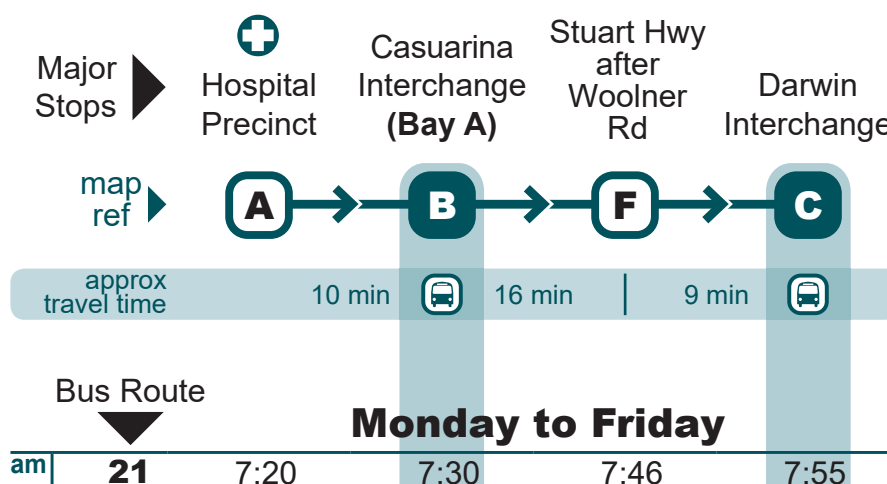 Major
Stops
Hospital
Precinct
Casuarina
Interchange
(Bay A)
Stuart Hwy
after
Woolner
Rd
Darwin
Interchange
map
ref
A
B
F
C
approx
travel time
10 min
16 min
9 min
Bus Route
Monday to Friday
am 21 7:20 7:30 7:46 7:55